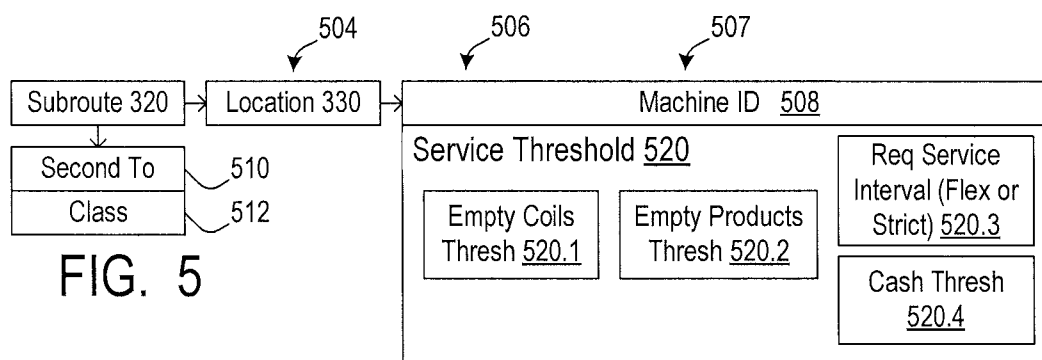 504
506
507
Subroute 320
Location 330
Machine ID 508
Second To
510
Class
512
FIG. 5
Service Threshold 520
Empty Coils
Thresh 520.1
Empty Products
Thresh 520.2
Req Service
Interval (Flex or
Strict) 520.3
Cash Thresh
520.4